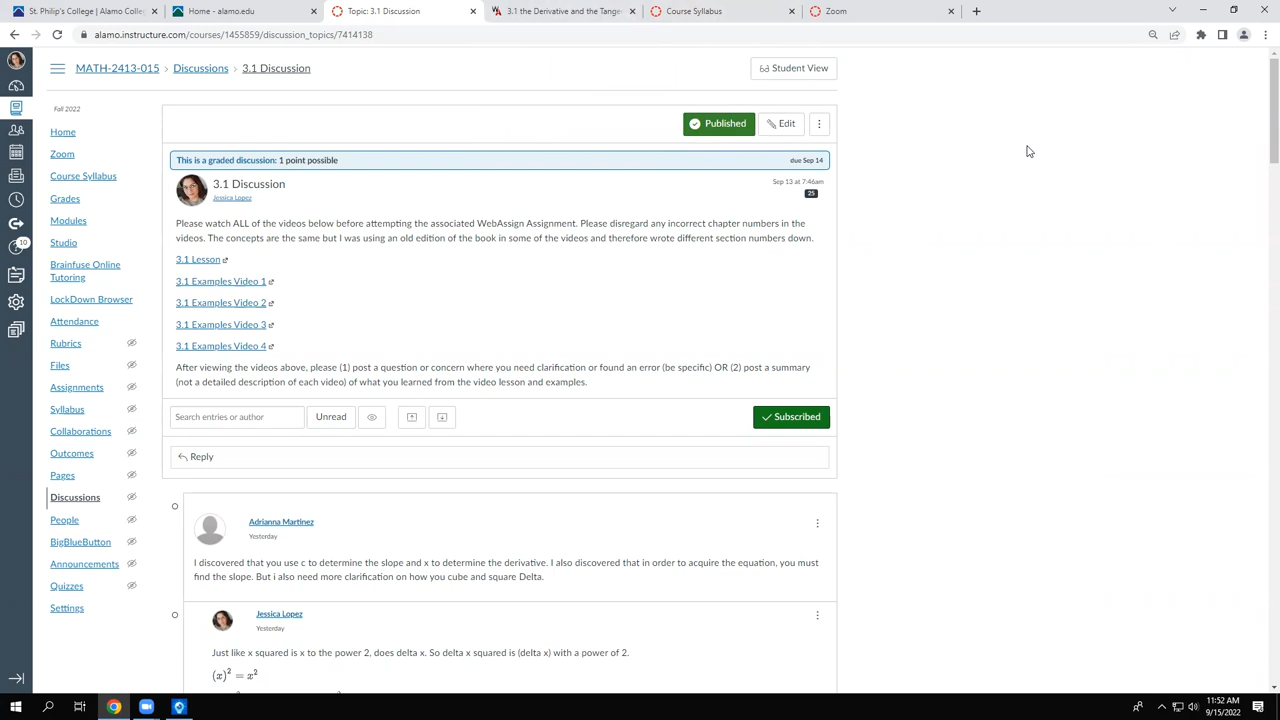 St. Philip's College : Alamo Colleg
Home - alamo.edu
Topic: 3.1 Discussion
3.1 the Derivative and the Tange
Course Syllabus
Zoom
alamo.instructure.com/courses/1455859/discussion_topics/7414138
MATH-2413-015 > Discussions > 3.1 Discussion
Student View
Fall 2022
Home
Zoom
Course Syllabus
Grades
Modules
Studio
Brainfuse Online
Tutoring
LockDown Browser
Attendance
Rubrics
Files
Assignments
Syllabus
Collaborations
Outcomes
Pages
Discussions
People
BigBlueButton
Announcements
Quizzes
Settings
10
Published
Edit
This is a graded discussion: 1 point possible
due Sep 14
3.1 Discussion
Jessica Lopez
Sep 13 at 7:46am
25
Please watch ALL of the videos below before attempting the associated WebAssign Assignment. Please disregard any incorrect chapter numbers in the
videos. The concepts are the same but I was using an old edition of the book in some of the videos and therefore wrote different section numbers down.
3.1 Lesson
3.1 Examples Video 1
3.1 Examples Video 2
3.1 Examples Video 3
3.1 Examples Video 4
After viewing the videos above, please (1) post a question or concern where you need clarification or found an error (be specific) OR (2) post a summary
(not a detailed description of each video) of what you learned from the video lesson and examples.
Search entries or author
Unread
Subscribed
Reply
Adrianna Martinez
Yesterday
I discovered that you use c to determine the slope and x to determine the derivative. I also discovered that in order to acquire the equation, you must
find the slope. But i also need more clarification on how you cube and square Delta.
Jessica Lopez
Yesterday
Just like x squared is x to the power 2, does delta x. So delta x squared is (delta x) with a power of 2.
(x)² = x²
11:52 AM
9/15/2022